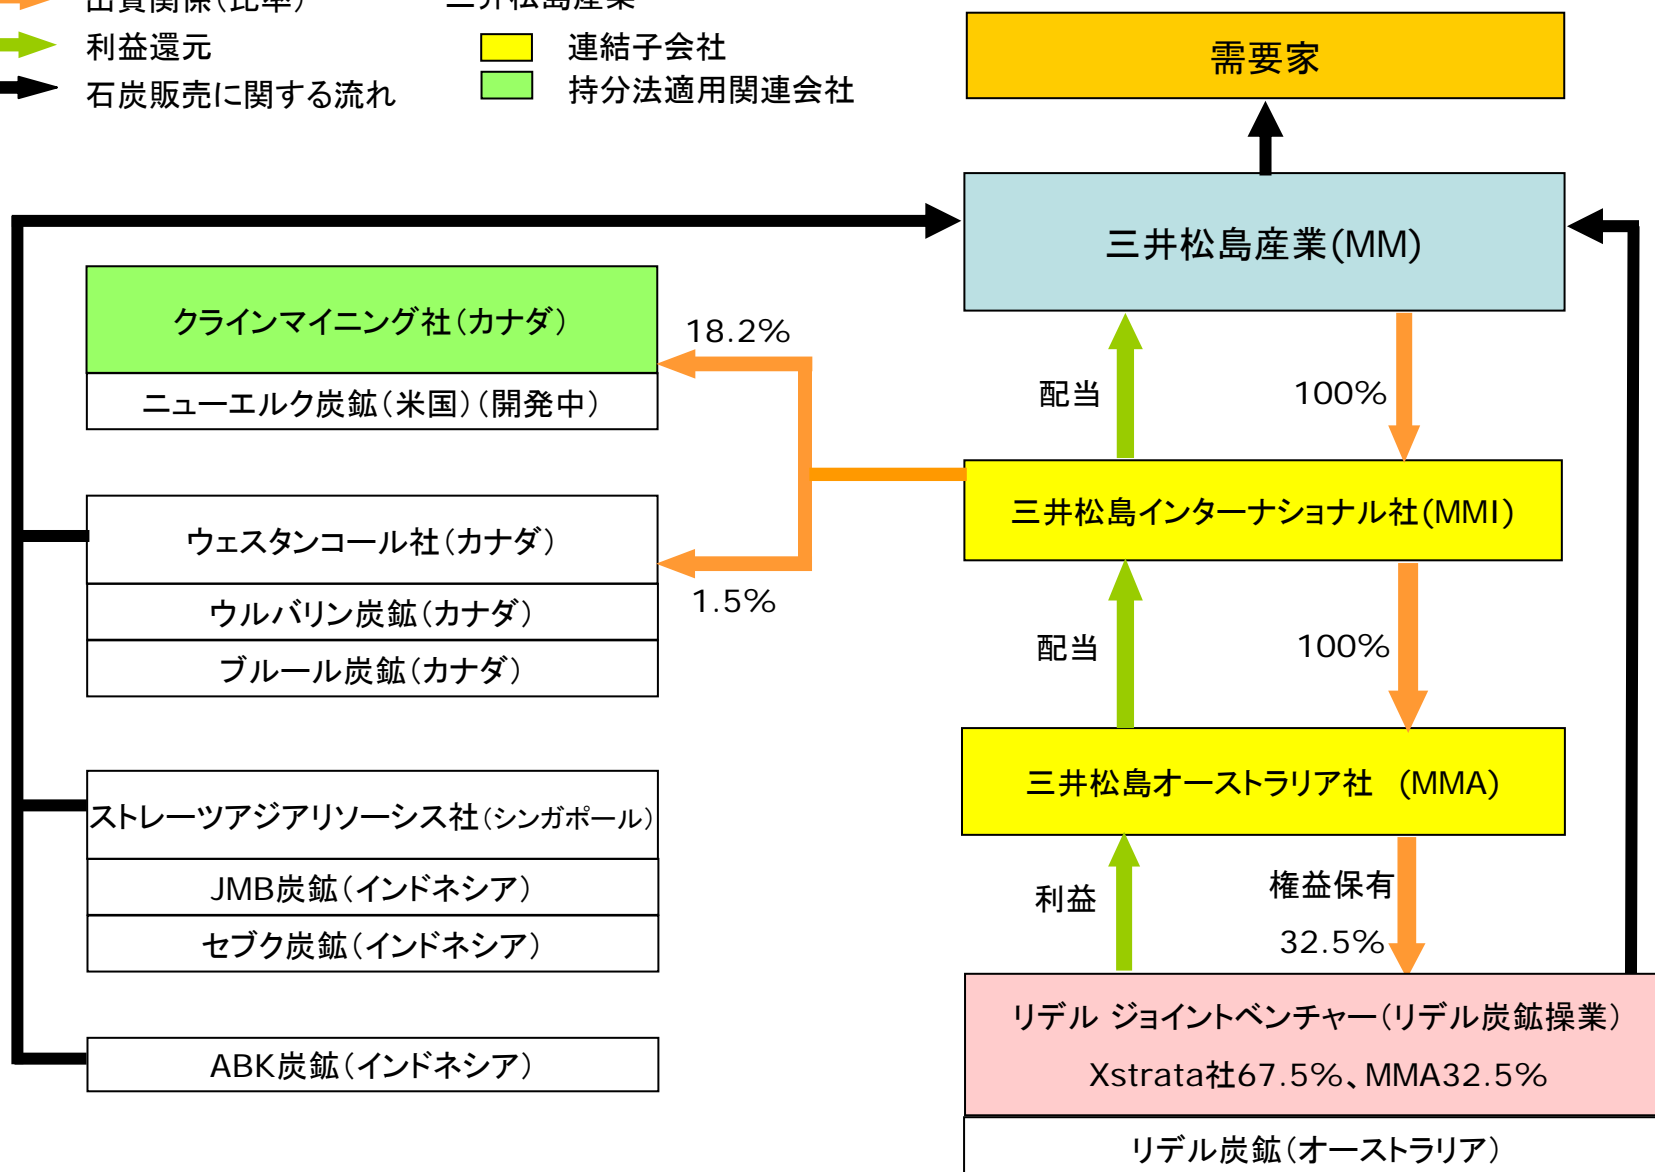 出資関係(比率)
三井松島産業
利益還元
連結子会社
石炭販売に関する流れ
持分法適用関連会社
需要家
三井松島産業(MM)
クラインマイニング社(カナダ)
18.2%
ニューエルク炭鉱(米国)(開発中)
配当
100%
三井松島インターナショナル社(MMI)
ウェスタンコール社(カナダ)
1.5%
ウルバリン炭鉱(カナダ)
ブルール炭鉱(カナダ)
配当
100%
三井松島オーストラリア社 (MMA)
ストレーツアジアリソーシス社(シンガポール)
JMB炭鉱(インドネシア)
セブク炭鉱(インドネシア)
利益
権益保有
32.5%
リデル ジョイントベンチャー(リデル炭鉱操業)
Xstrata社67.5%、MMA32.5%
ABK炭鉱(インドネシア)
リデル炭鉱(オーストラリア)